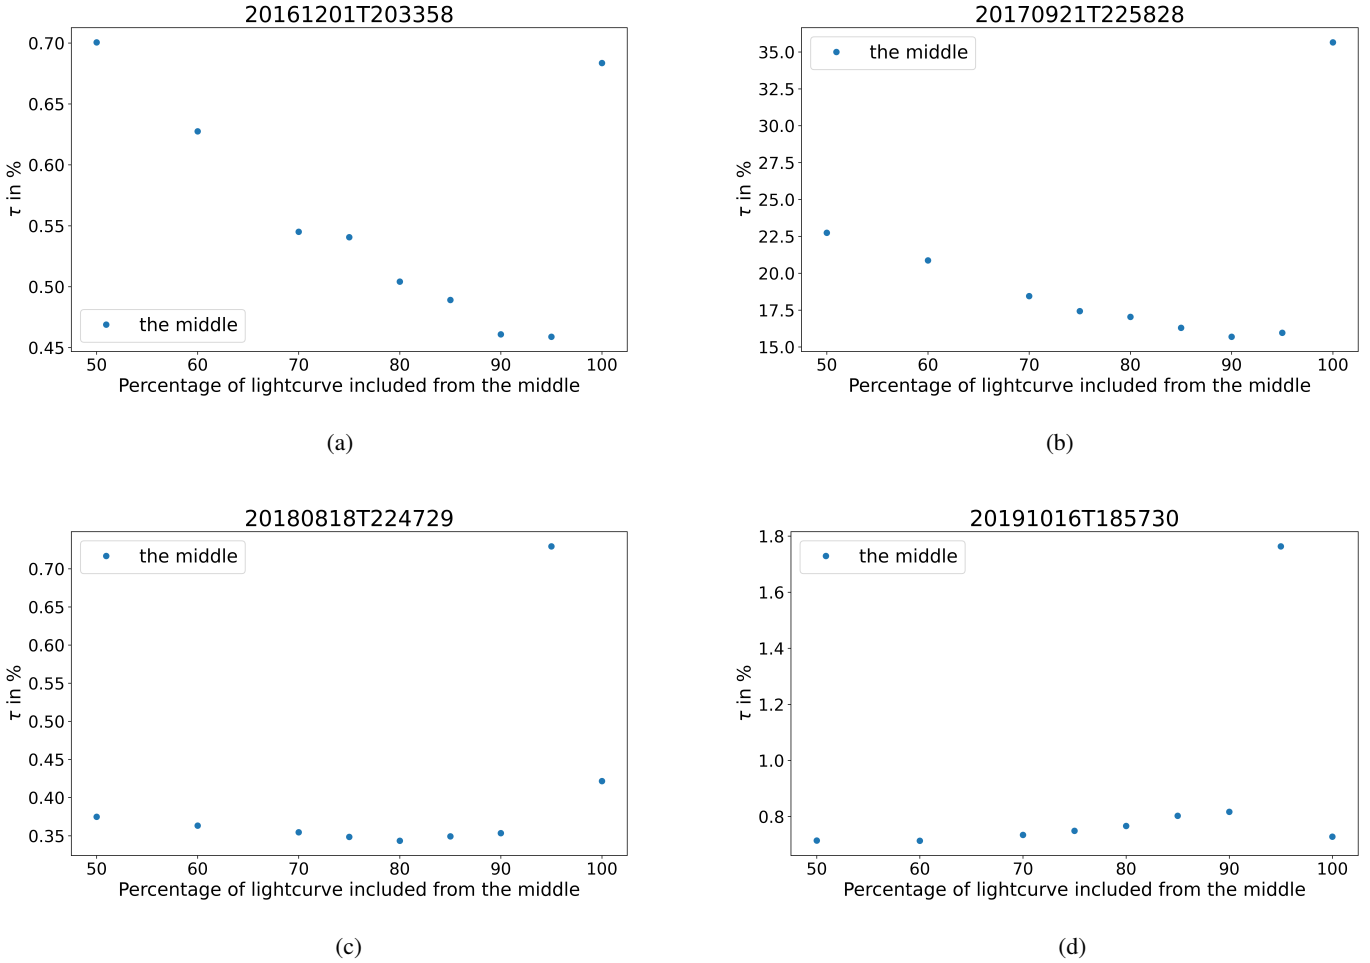 20161201T203358
0.70
0.65
0.60
0.55
0.50
0.45
τ in %
the middle
50 60 70 80 90 100
Percentage of lightcurve included from the middle
(a)
20170921T225828
the middle
35.0
32.5
30.0
27.5
25.0
22.5
20.0
17.5
15.0
τ in %
50 60 70 80 90 100
Percentage of lightcurve included from the middle
(b)
20180818T224729
the middle
0.70
0.65
0.60
0.55
0.50
0.45
0.40
0.35
τ in %
50 60 70 80 90 100
Percentage of lightcurve included from the middle
(c)
20191016T185730
the middle
1.8
1.6
1.4
1.2
1.0
0.8
τ in %
50 60 70 80 90 100
Percentage of lightcurve included from the middle
(d)